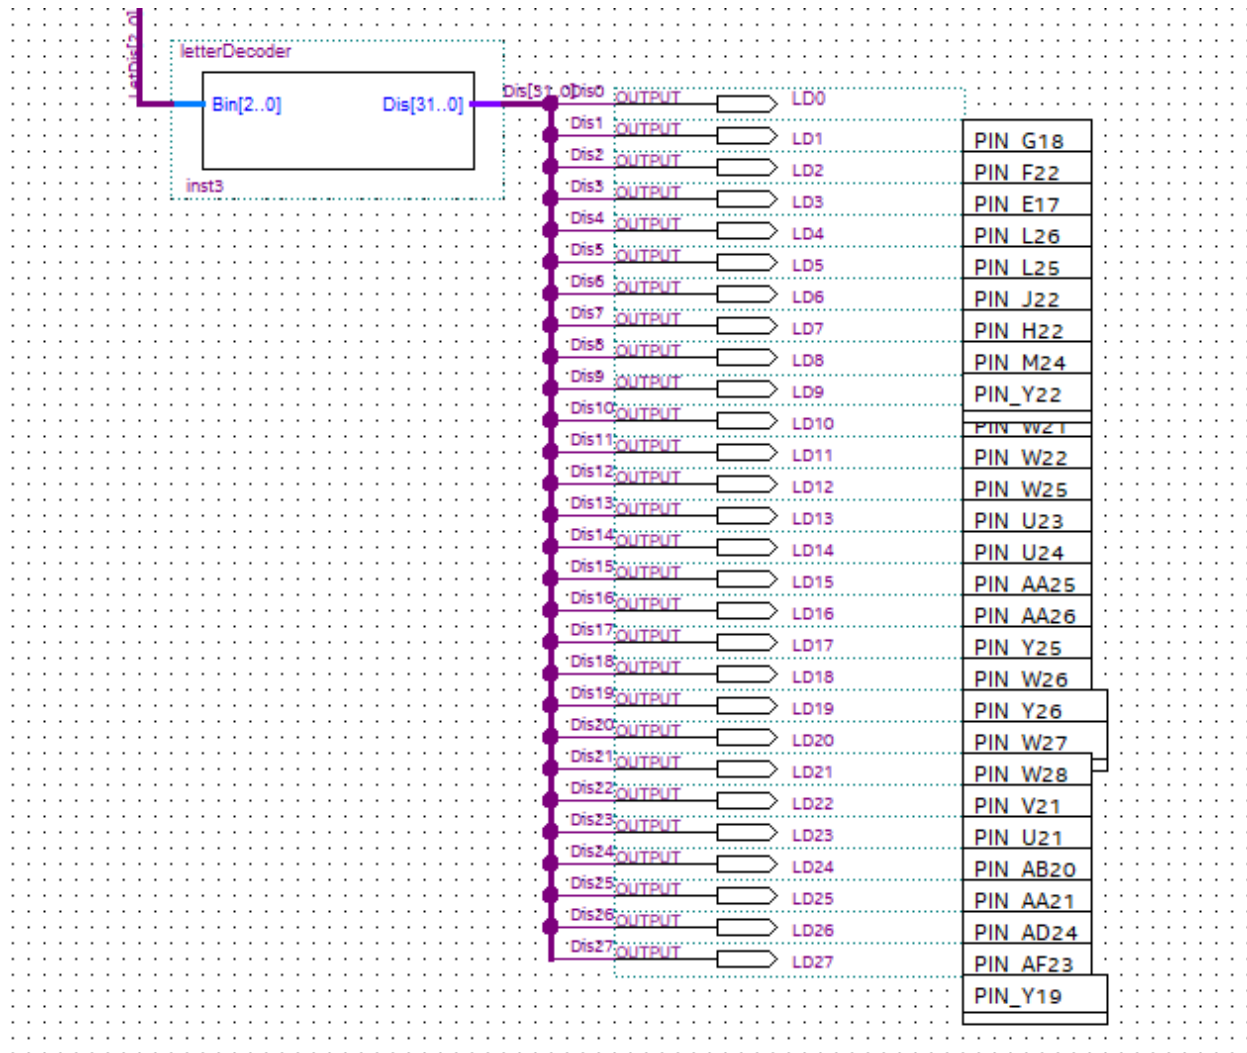 LetDis[2..0]
letterDecoder
Bin[2..0] Dis[31..0]
inst3
Dis[31..0]
Dis0 OUTPUT LD0
Dis1 OUTPUT LD1 PIN_G18
Dis2 OUTPUT LD2 PIN_F22
Dis3 OUTPUT LD3 PIN_E17
Dis4 OUTPUT LD4 PIN_L26
Dis5 OUTPUT LD5 PIN_L25
Dis6 OUTPUT LD6 PIN_J22
Dis7 OUTPUT LD7 PIN_H22
Dis8 OUTPUT LD8 PIN_M24
Dis9 OUTPUT LD9 PIN_Y22
Dis10 OUTPUT LD10 PIN_W21
Dis11 OUTPUT LD11 PIN_W22
Dis12 OUTPUT LD12 PIN_W25
Dis13 OUTPUT LD13 PIN_U23
Dis14 OUTPUT LD14 PIN_U24
Dis15 OUTPUT LD15 PIN_AA25
Dis16 OUTPUT LD16 PIN_AA26
Dis17 OUTPUT LD17 PIN_Y25
Dis18 OUTPUT LD18 PIN_W26
Dis19 OUTPUT LD19 PIN_Y26
Dis20 OUTPUT LD20 PIN_W27
Dis21 OUTPUT LD21 PIN_W28
Dis22 OUTPUT LD22 PIN_V21
Dis23 OUTPUT LD23 PIN_U21
Dis24 OUTPUT LD24 PIN_AB20
Dis25 OUTPUT LD25 PIN_AA21
Dis26 OUTPUT LD26 PIN_AD24
Dis27 OUTPUT LD27 PIN_AF23
PIN_Y19